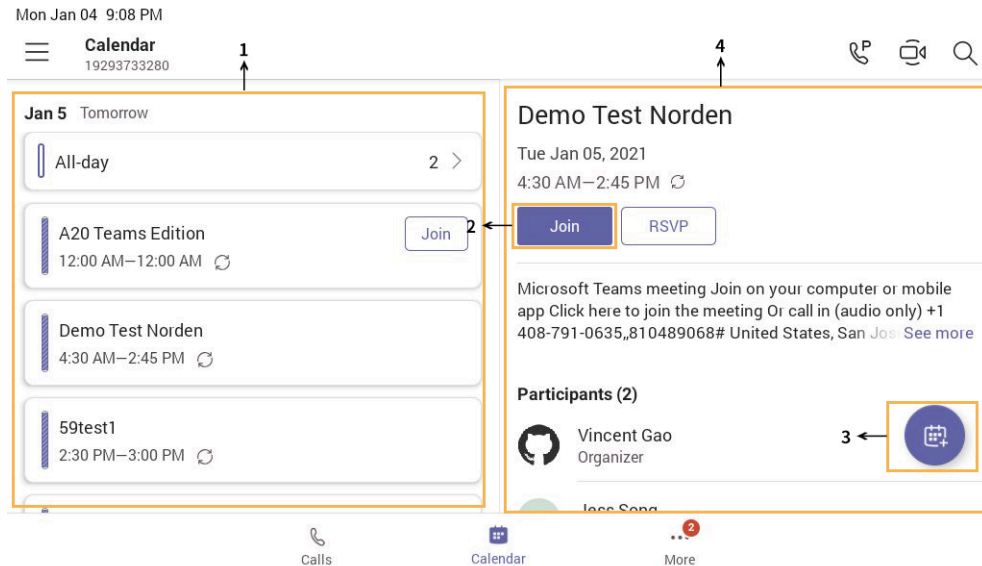 Mon Jan 04 9:08 PM
Calendar
19293733280
1
4
P
Jan 5 Tomorrow
All-day 2
A20 Teams Edition
12:00 AM—12:00 AM
Join
2
Demo Test Norden
4:30 AM—2:45 PM
59test1
2:30 PM—3:00 PM
Demo Test Norden
Tue Jan 05, 2021
4:30 AM—2:45 PM
Join RSVP
Microsoft Teams meeting Join on your computer or mobile
app Click here to join the meeting Or call in (audio only) +1
408-791-0635,,810489068# United States, San Jos See more
Participants (2)
Vincent Gao
Organizer
3
Jess Song
Calls
Calendar
2
More